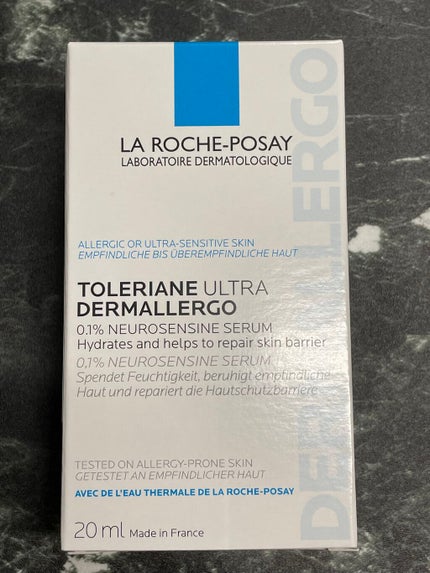 LA ROCHE-POSAY
LABORATOIRE DERMATOLOGIQUE
ALLERGIC OR ULTRA-SENSITIVE SKIN
EMPFINDLICHE BIS ÜBEREMPFINDLICHE HAUT
TOLERIANE ULTRA
DERMALLERGO
0.1% NEUROSENSINE SERUM
Hydrates and helps to repair skin barrier
0,1% NEUROSENSINE SERUM
Spendet Feuchtigkeit, beruhigt empfindliche
Haut und repariert die Hautschutzbarriere
TESTED ON ALLERGY-PRONE SKIN
GETESTET AN EMPFINDLICHER HAUT
AVEC DE L'EAU THERMALE DE LA ROCHE-POSAY
20 ml Made in France
DERMALLERGO